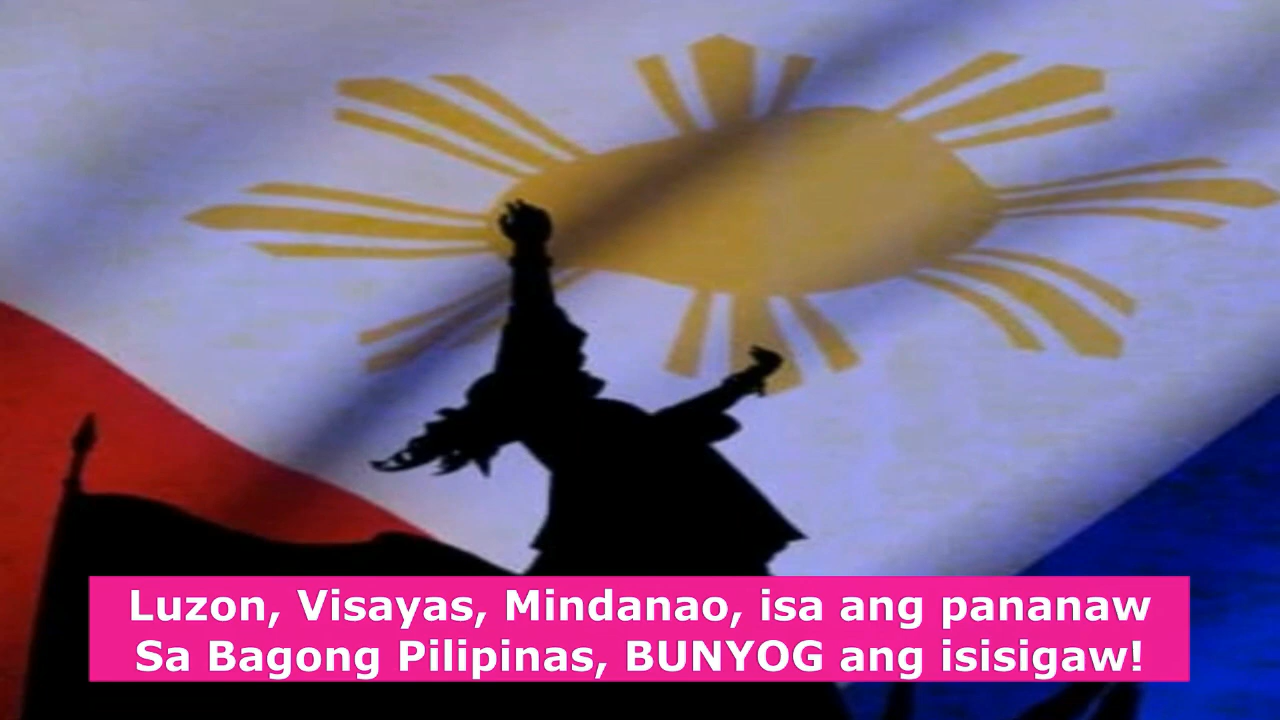 Luzon, Visayas, Mindanao, isa ang pananaw
Sa Bagong Pilipinas, BUNYOG ang isisigaw!